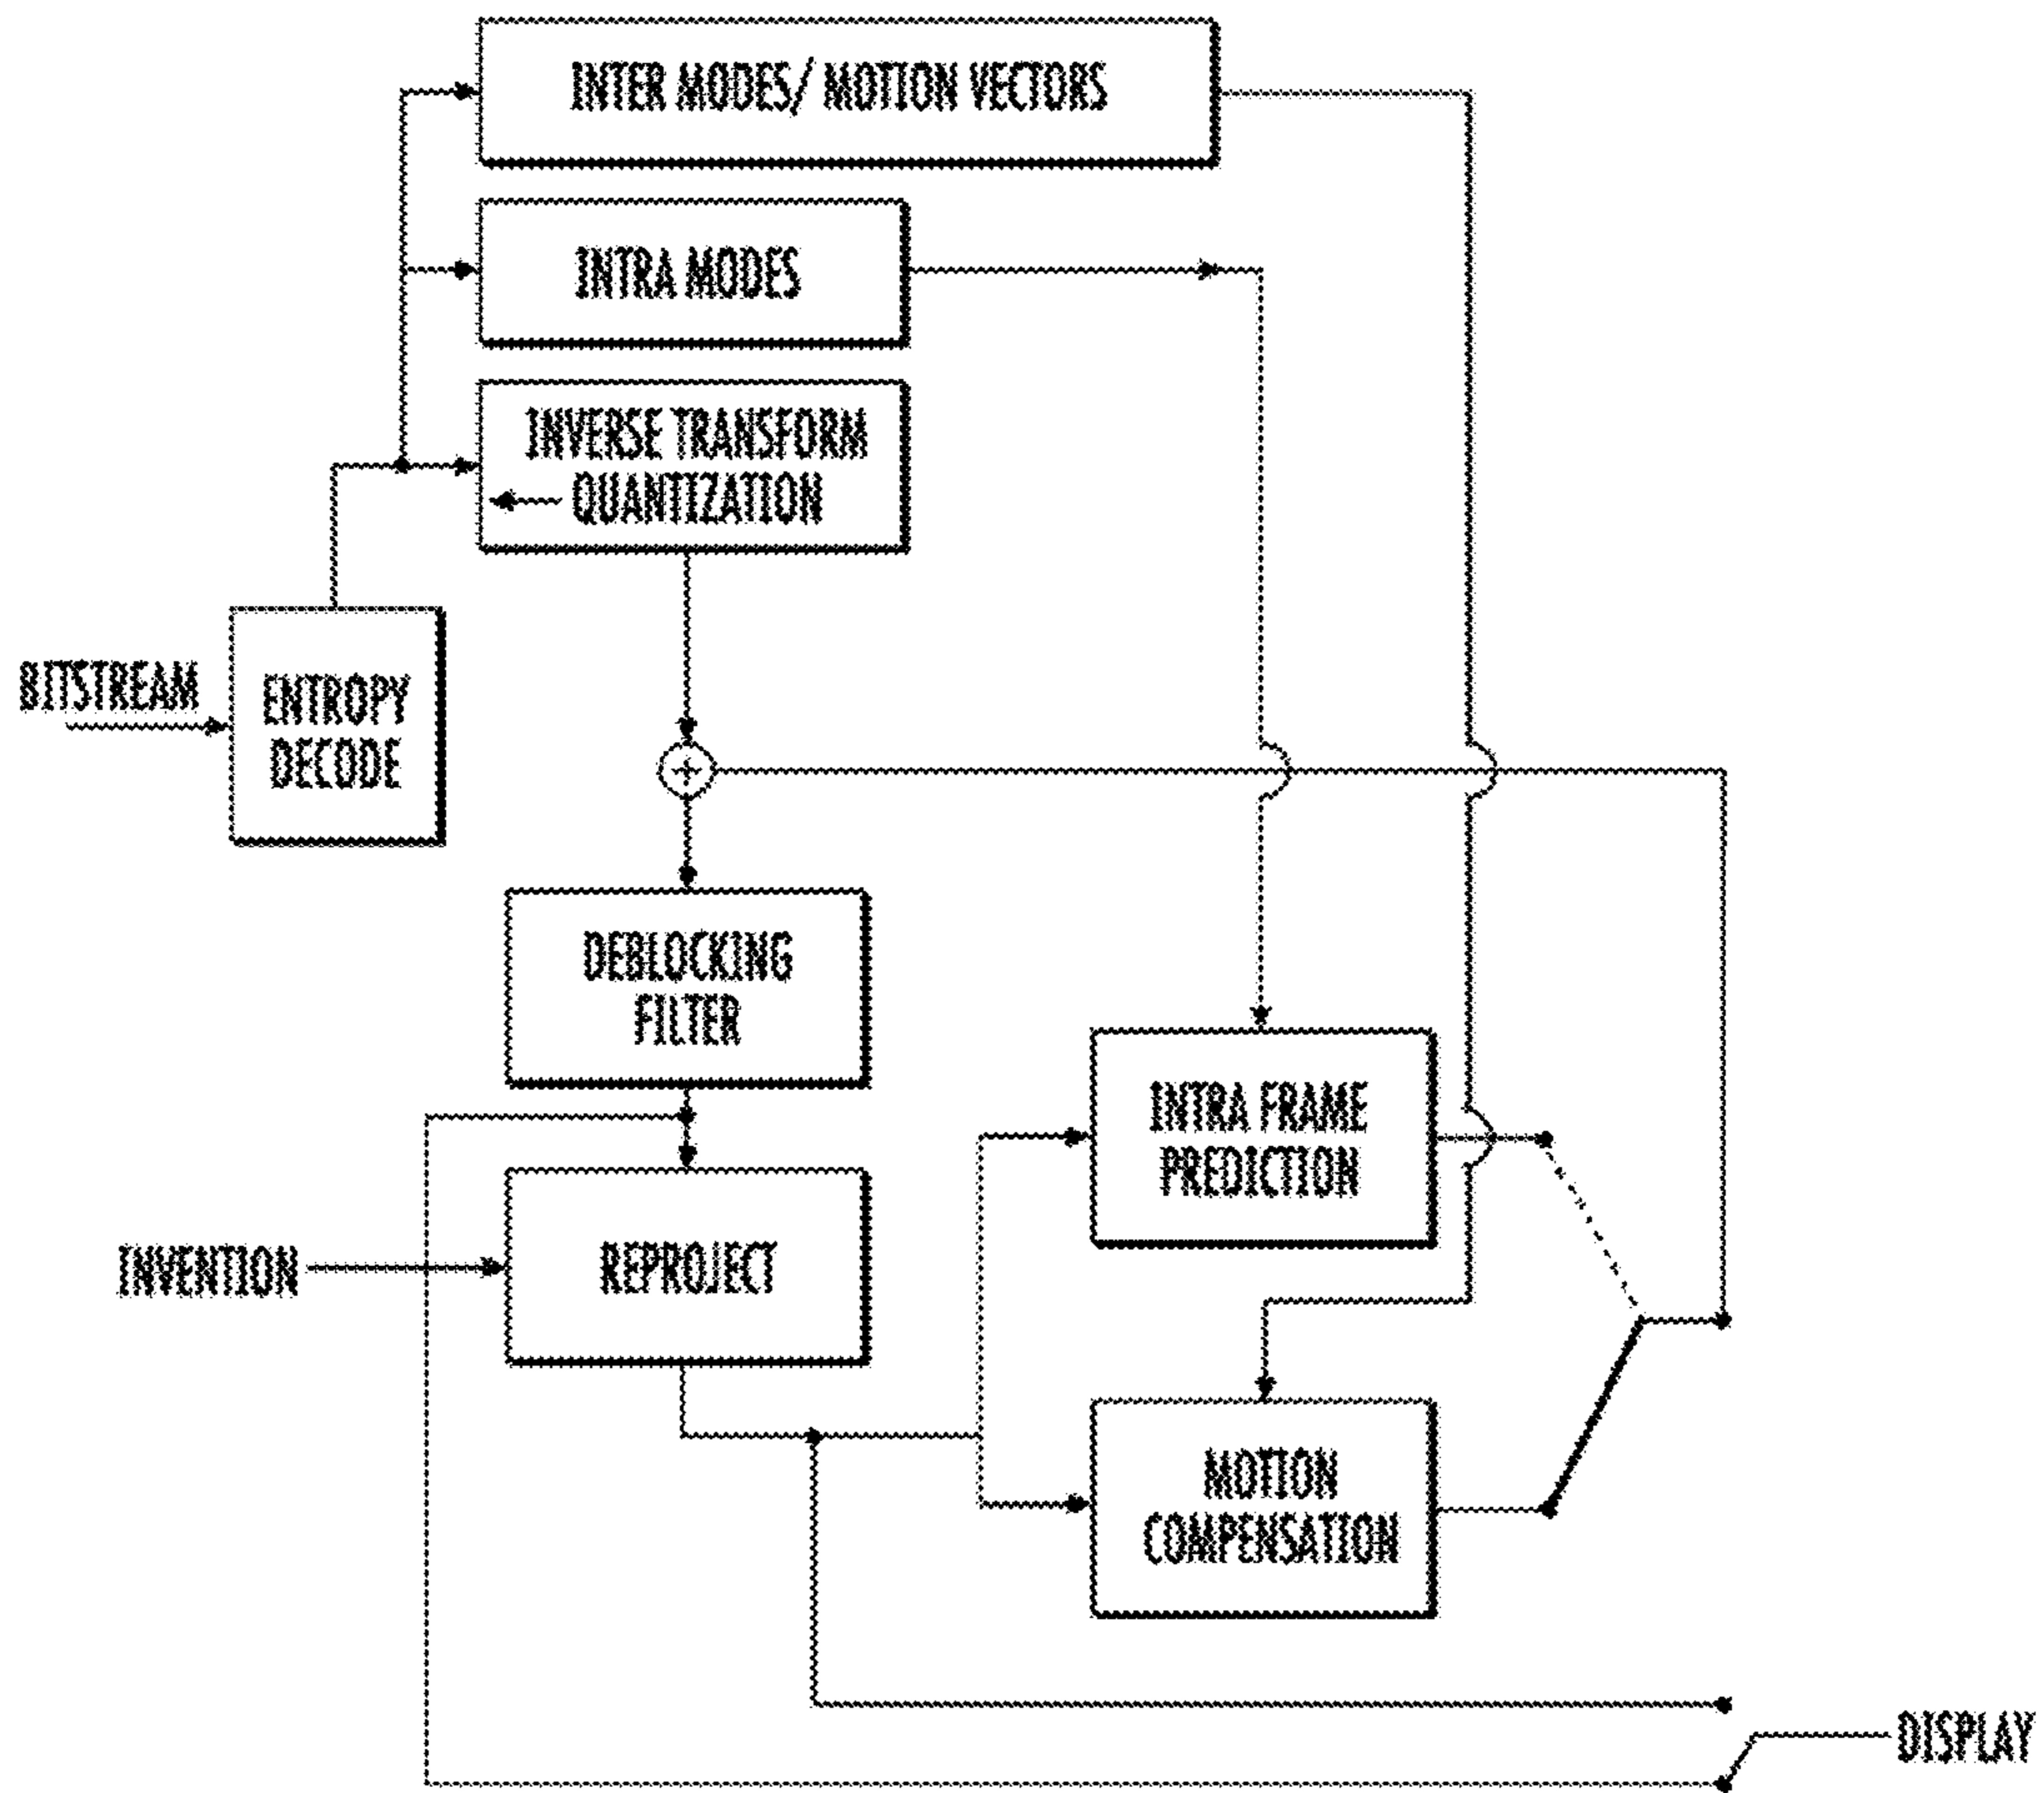 INTER MODES/ MOTION VECTORS
INTRA MODES
INVERSE TRANSFORM
QUANTIZATION
BITSTREAM
ENTROPY
DECODE
DEBLOCKING
FILTER
INTRA FRAME
PREDICTION
INVENTION
REPROJECT
MOTION
COMPENSATION
DISPLAY